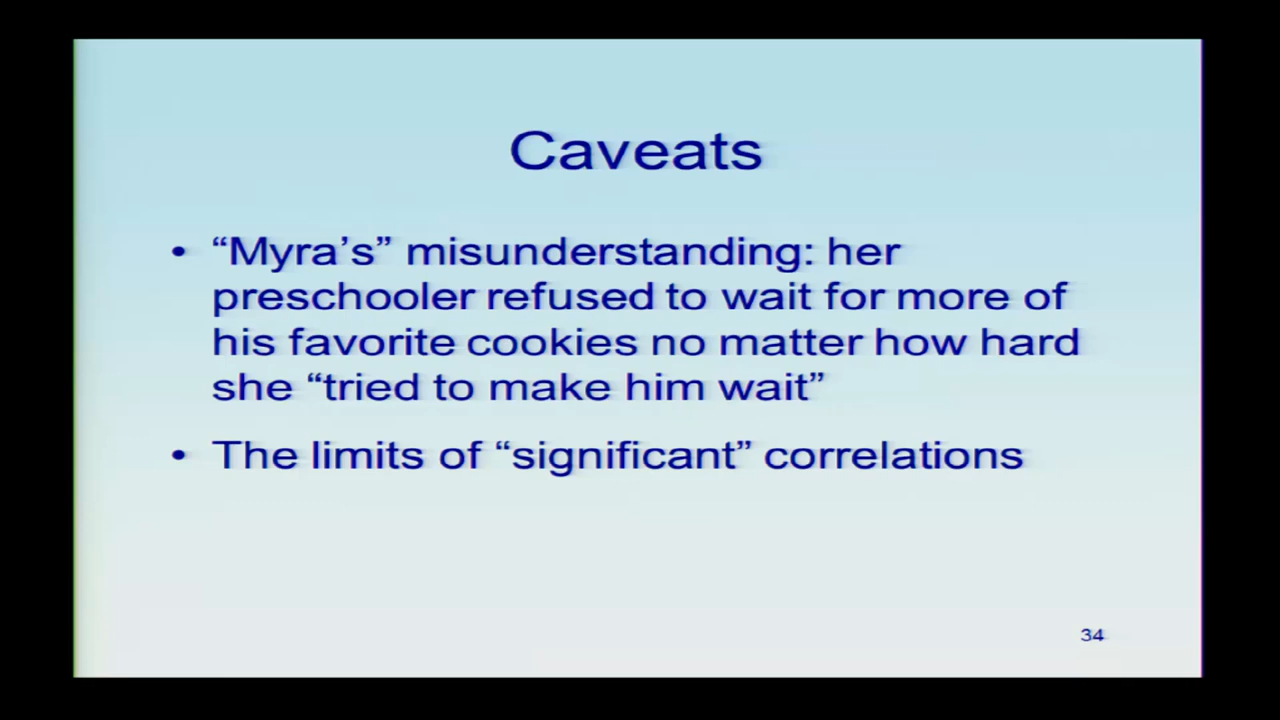 Caveats
• “Myra’s” misunderstanding: her
preschooler refused to wait for more of
his favorite cookies no matter how hard
she “tried to make him wait”
• The limits of “significant” correlations
34